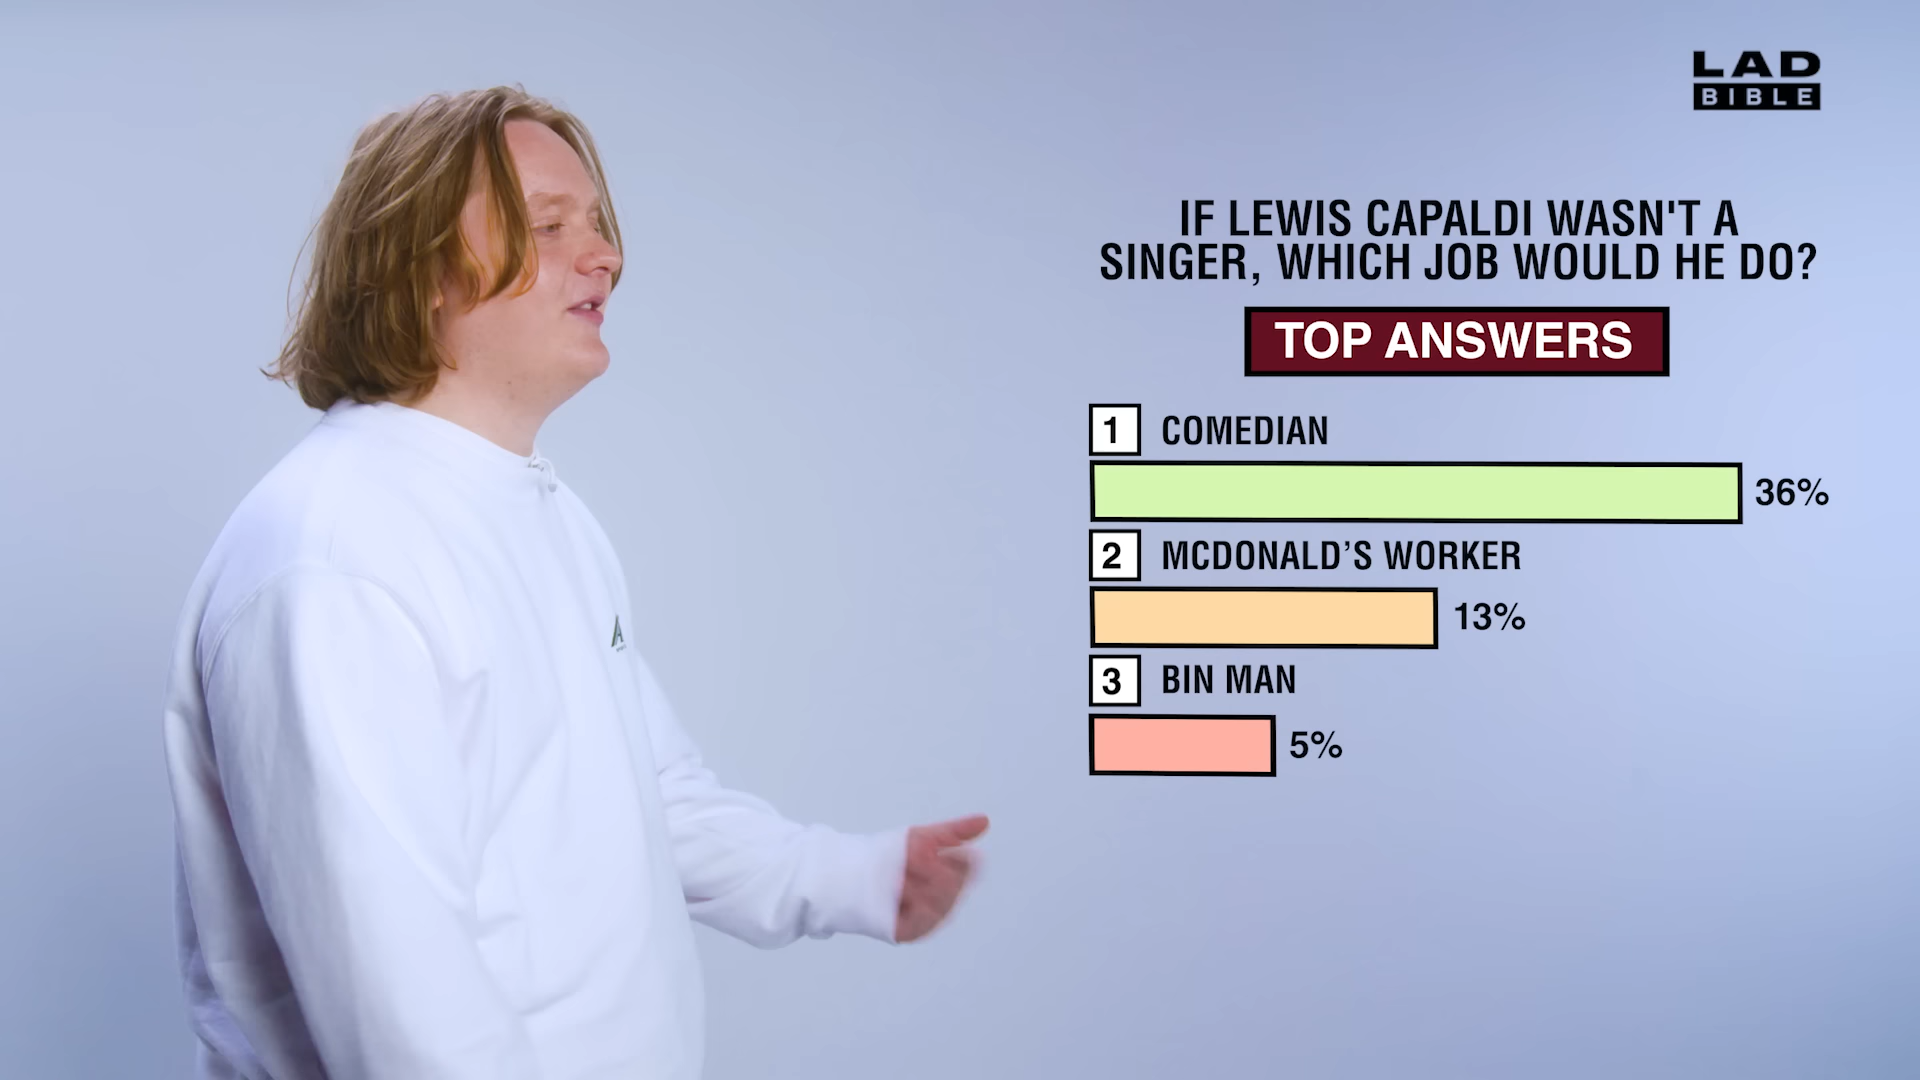 LAD
BIBLE
IF LEWIS CAPALDI WASN'T A
SINGER, WHICH JOB WOULD HE DO?
TOP ANSWERS
1 COMEDIAN
36%
2 MCDONALD’S WORKER
13%
3 BIN MAN
5%
A